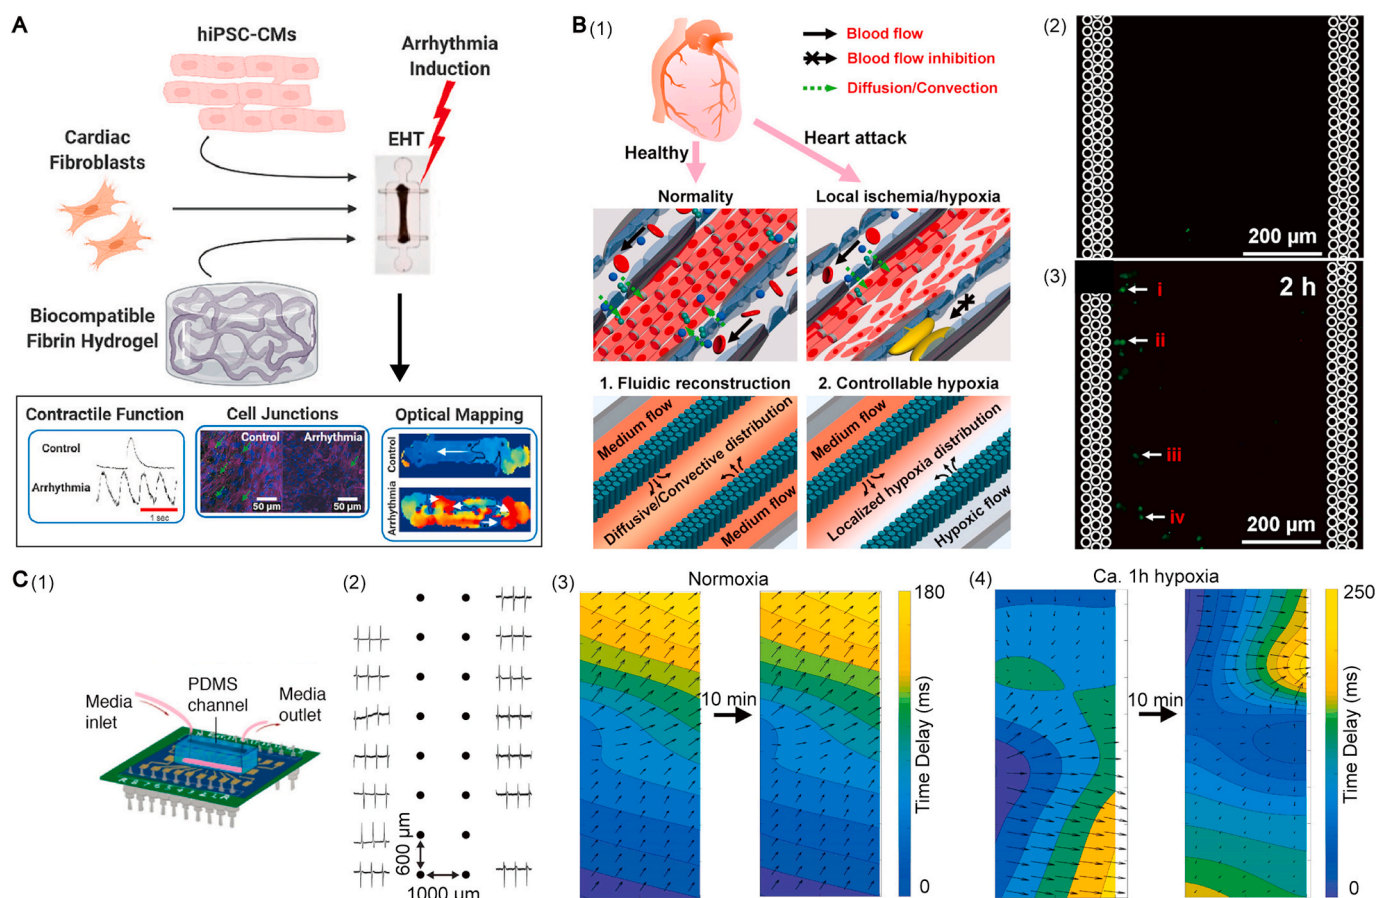 A
hiPSC-CMs
Arrhythmia
Induction
Cardiac
Fibroblasts
EHT
Biocompatible
Fibrin Hydrogel
Contractile Function
Control
Arrhythmia
1 sec
Cell Junctions
Control
Arrhythmia
50 µm
50 µm
Optical Mapping
Control
Arrhythmia
B
(1)
Blood flow
Blood flow inhibition
Diffusion/Convection
Healthy
Heart attack
Normality
Local ischemia/hypoxia
1. Fluidic reconstruction
2. Controllable hypoxia
Medium flow
Diffusive/Convective distribution
Medium flow
Medium flow
Localized hypoxia distribution
Hypoxic flow
(2)
200 µm
(3)
2 h
i
ii
iii
iv
200 µm
C
(1)
Media
inlet
PDMS
channel
Media
outlet
(2)
600 µm
1000 µm
(3)
Normoxia
10 min
180
Time Delay (ms)
0
(4)
Ca. 1h hypoxia
10 min
250
Time Delay (ms)
0